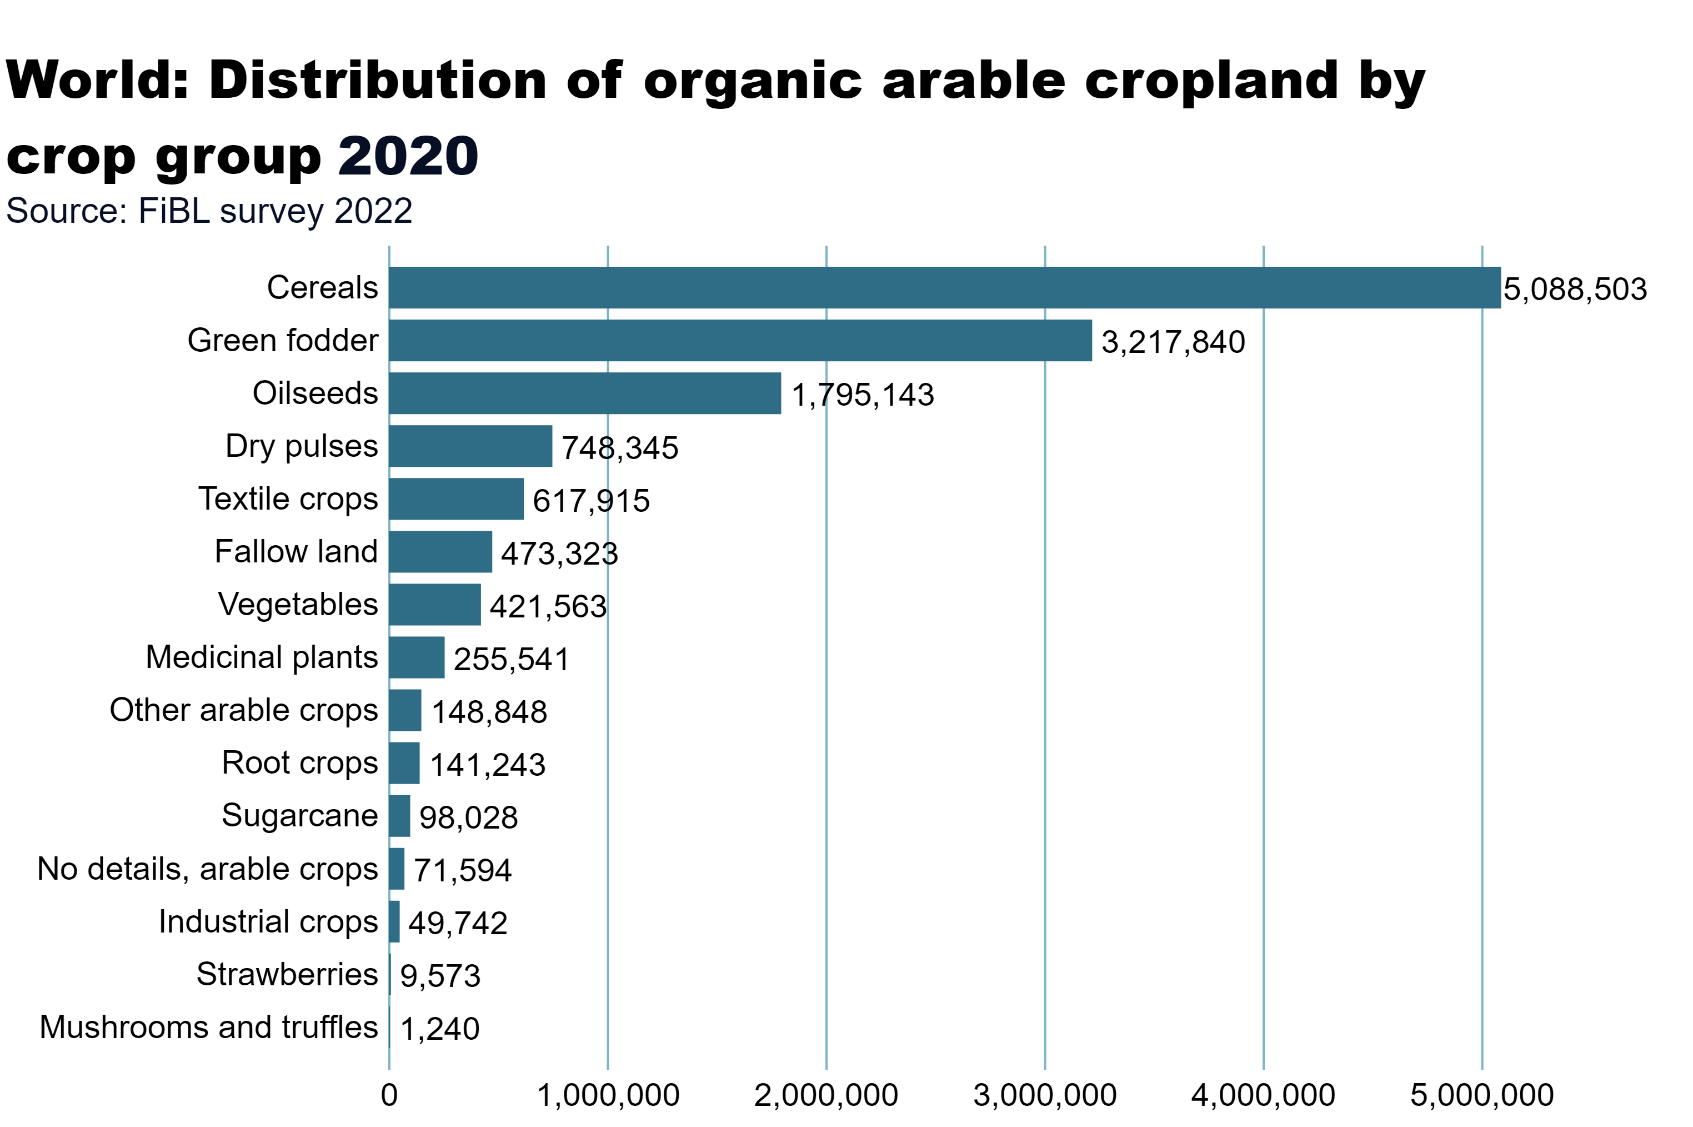 World: Distribution of organic arable cropland by
crop group 2020
Source: FiBL survey 2022
Cereals 5,088,503
Green fodder 3,217,840
Oilseeds 1,795,143
Dry pulses 748,345
Textile crops 617,915
Fallow land 473,323
Vegetables 421,563
Medicinal plants 255,541
Other arable crops 148,848
Root crops 141,243
Sugarcane 98,028
No details, arable crops 71,594
Industrial crops 49,742
Strawberries 9,573
Mushrooms and truffles 1,240
0 1,000,000 2,000,000 3,000,000 4,000,000 5,000,000